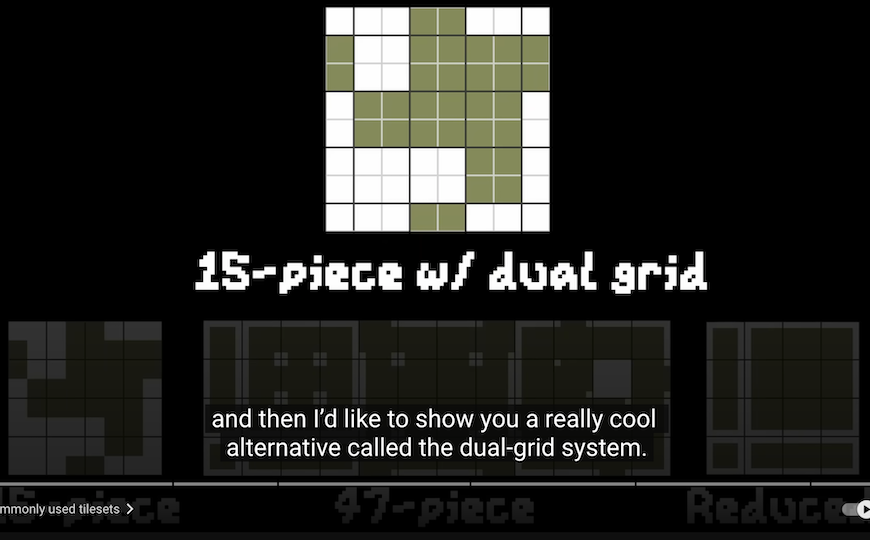 15-piece w/ dual grid
and then I'd like to show you a really cool
alternative called the dual-grid system.
47-piece
Reduced
mmonly used tilesets